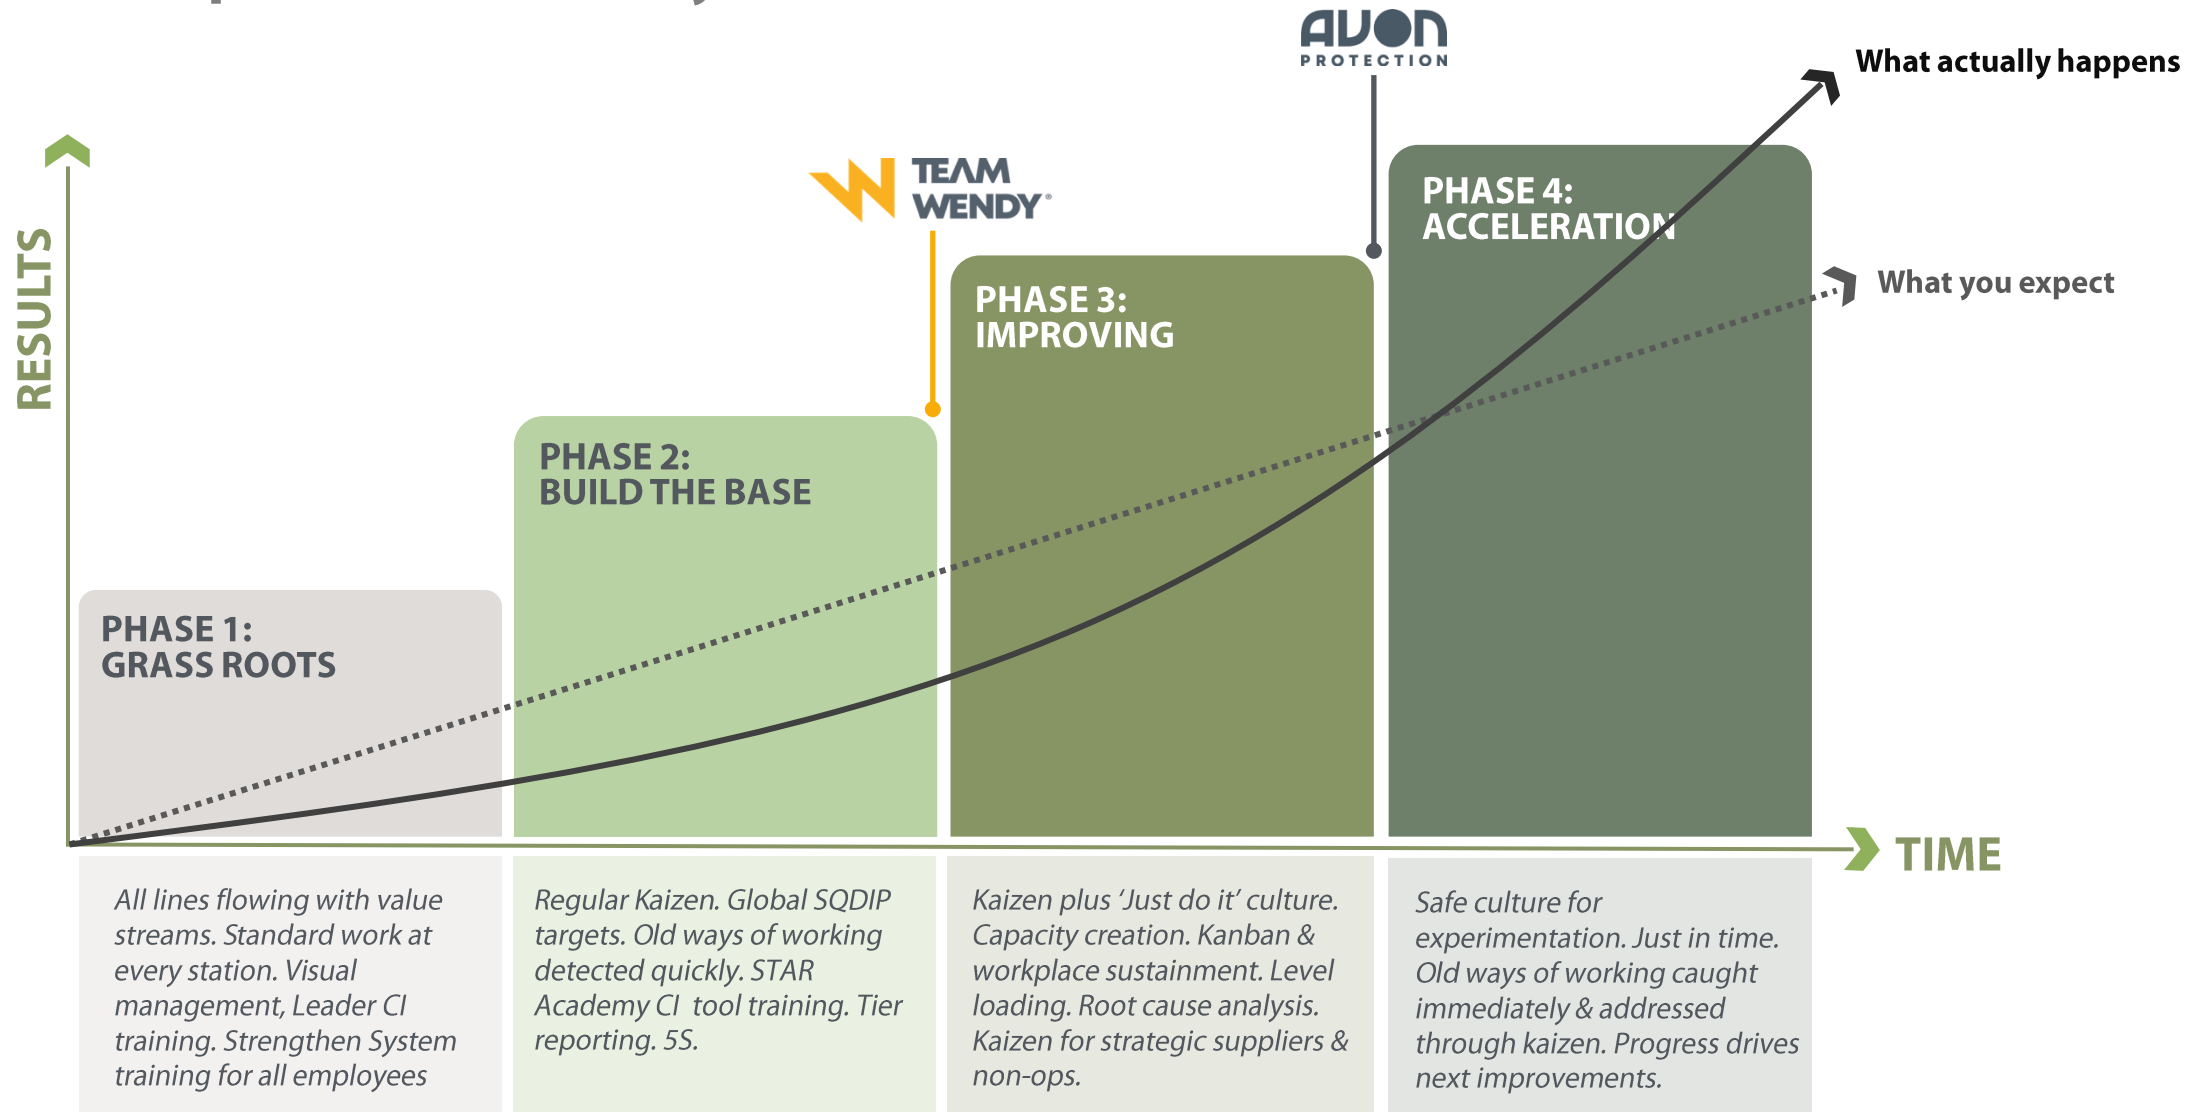 AVON
PROTECTION
What actually happens
TEAM
WENDY®
PHASE 4:
ACCELERATION
What you expect
RESULTS
PHASE 3:
IMPROVING
PHASE 2:
BUILD THE BASE
PHASE 1:
GRASS ROOTS
TIME
All lines flowing with value
streams. Standard work at
every station. Visual
management, Leader CI
training. Strengthen System
training for all employees
Regular Kaizen. Global SQDIP
targets. Old ways of working
detected quickly. STAR
Academy CI  tool training. Tier
reporting. 5S.
Kaizen plus ‘Just do it’ culture.
Capacity creation. Kanban &
workplace sustainment. Level
loading. Root cause analysis.
Kaizen for strategic suppliers &
non-ops.
Safe culture for
experimentation. Just in time.
Old ways of working caught
immediately & addressed
through kaizen. Progress drives
next improvements.